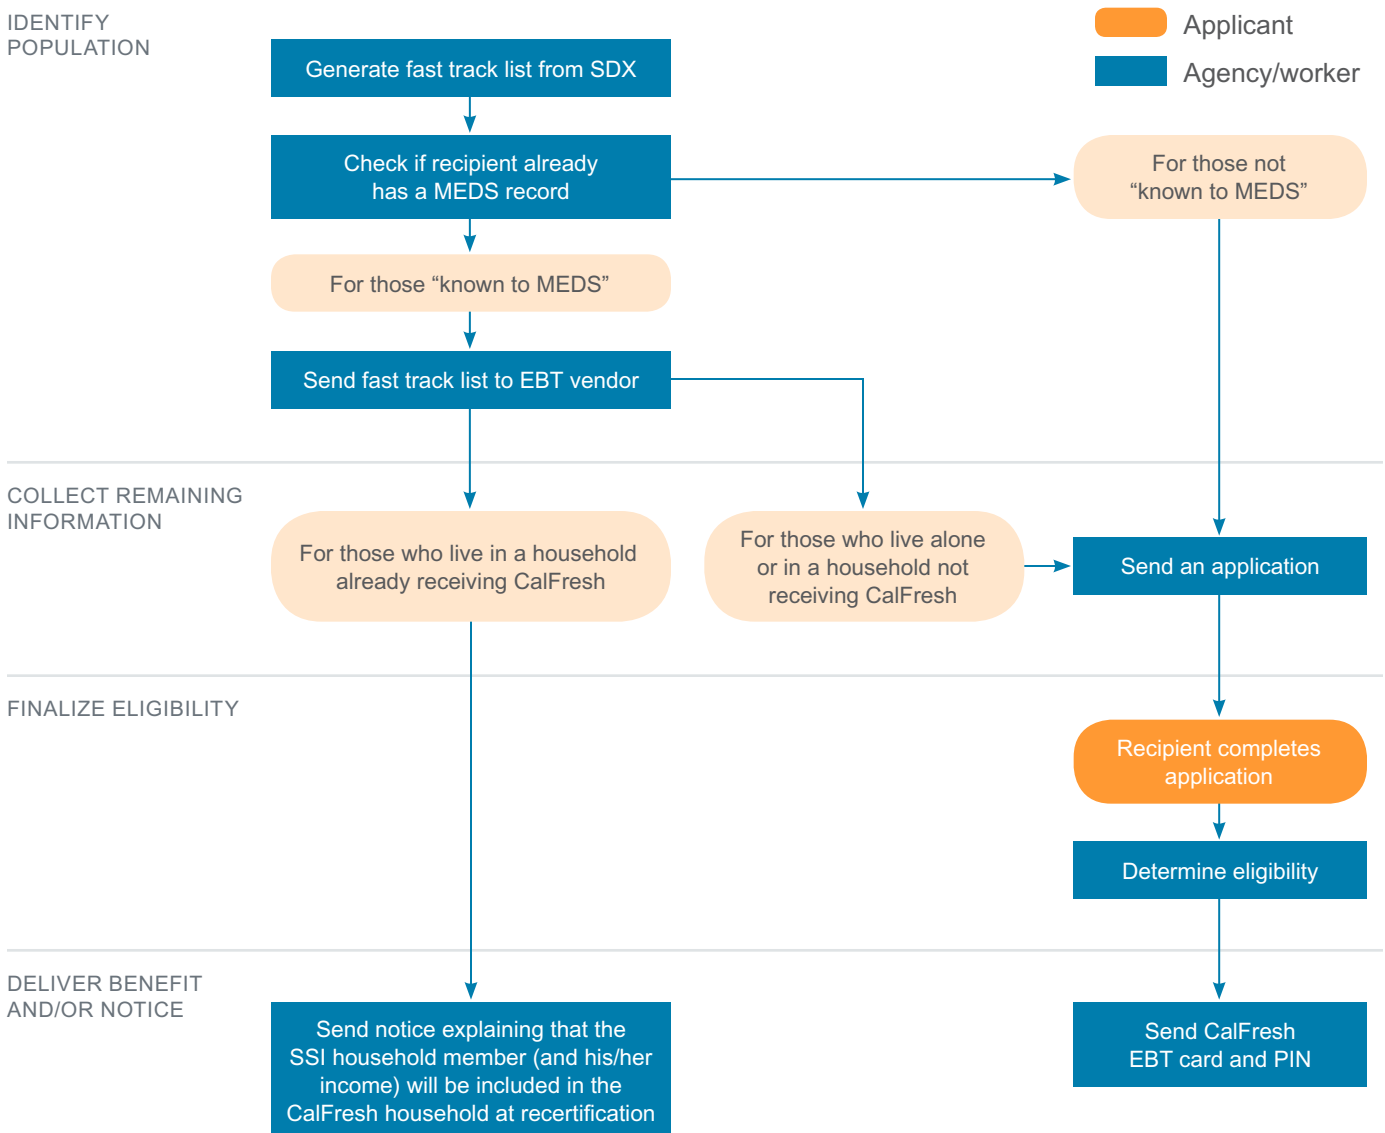 IDENTIFY
POPULATION
Applicant
Agency/worker
Generate fast track list from SDX
Check if recipient already
has a MEDS record
For those not
“known to MEDS”
For those “known to MEDS”
Send fast track list to EBT vendor
COLLECT REMAINING
INFORMATION
For those who live in a household
already receiving CalFresh
For those who live alone
or in a household not
receiving CalFresh
Send an application
FINALIZE ELIGIBILITY
Recipient completes
application
Determine eligibility
DELIVER BENEFIT
AND/OR NOTICE
Send notice explaining that the
SSI household member (and his/her
income) will be included in the
CalFresh household at recertification
Send CalFresh
EBT card and PIN